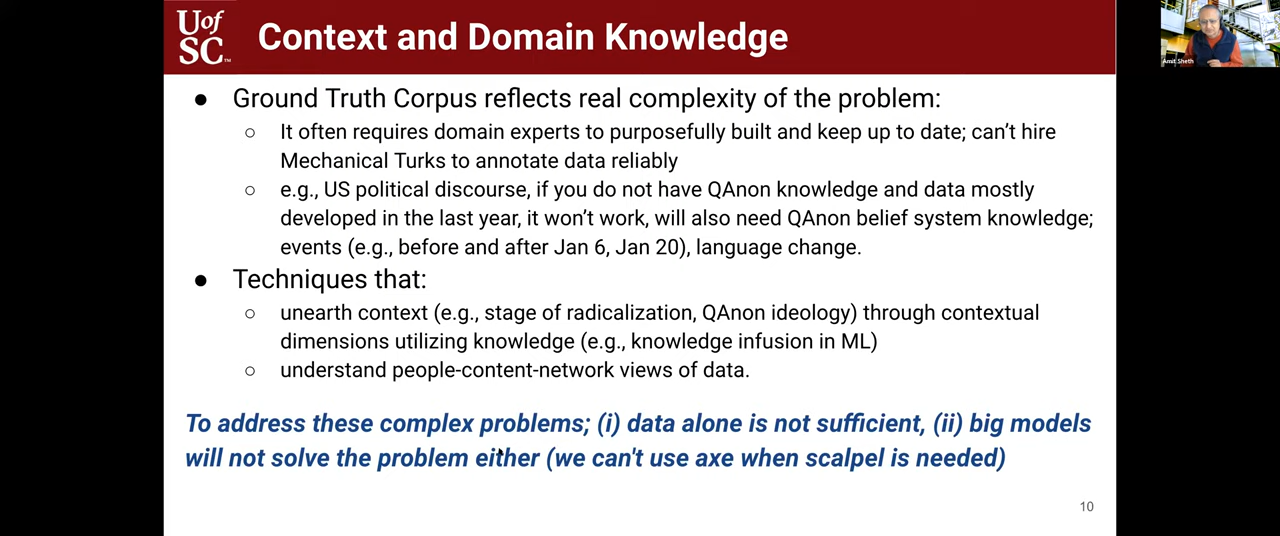 UofSC™
Context and Domain Knowledge
Amit Sheth
● Ground Truth Corpus reflects real complexity of the problem:
○ It often requires domain experts to purposefully built and keep up to date; can’t hire
Mechanical Turks to annotate data reliably
○ e.g., US political discourse, if you do not have QAnon knowledge and data mostly
developed in the last year, it won’t work, will also need QAnon belief system knowledge;
events (e.g., before and after Jan 6, Jan 20), language change.
● Techniques that:
○ unearth context (e.g., stage of radicalization, QAnon ideology) through contextual
dimensions utilizing knowledge (e.g., knowledge infusion in ML)
○ understand people-content-network views of data.
To address these complex problems; (i) data alone is not sufficient, (ii) big models
will not solve the problem either (we can't use axe when scalpel is needed)
10